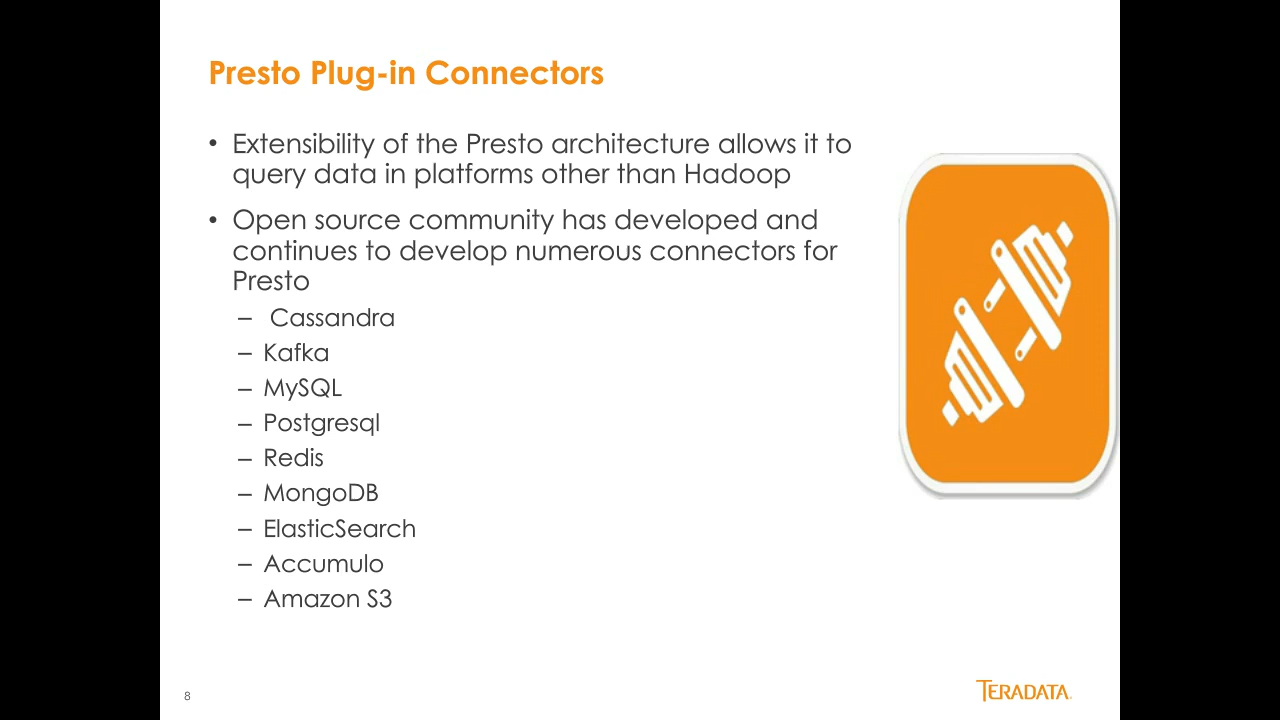 Presto Plug-in Connectors
• Extensibility of the Presto architecture allows it to
query data in platforms other than Hadoop
• Open source community has developed and
continues to develop numerous connectors for
Presto
– Cassandra
– Kafka
– MySQL
– Postgresql
– Redis
– MongoDB
– ElasticSearch
– Accumulo
– Amazon S3
8
TERADATA